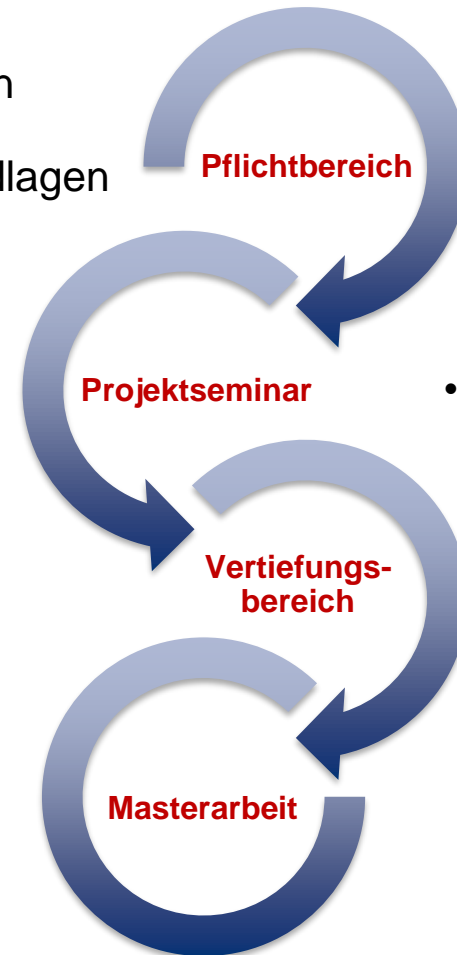 Pflichtbereich
Projektseminar
•
Vertiefungs-
bereich
Masterarbeit